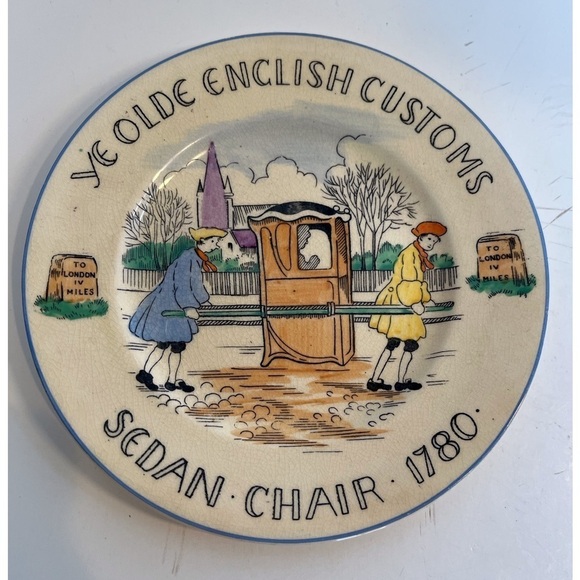 YE OLDE ENGLISH CUSTOMS
TO
LONDON
IV
MILES
TO
LONDON
IV
MILES
SEDAN · CHAIR · 1780 ·